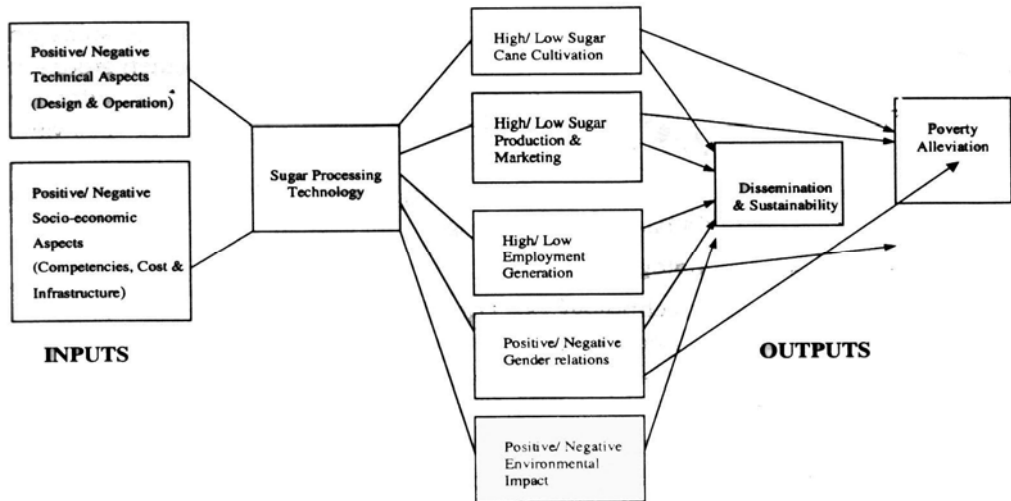 Positive/ Negative
Technical Aspects
(Design & Operation)
Positive/ Negative
Socio-economic
Aspects
(Competencies, Cost &
Infrastructure)
INPUTS
Sugar Processing
Technology
High/ Low Sugar
Cane Cultivation
High/ Low Sugar
Production &
Marketing
High/ Low
Employment
Generation
Positive/ Negative
Gender relations
Positive/ Negative
Environmental
Impact
Dissemination
& Sustainability
OUTPUTS
Poverty
Alleviation